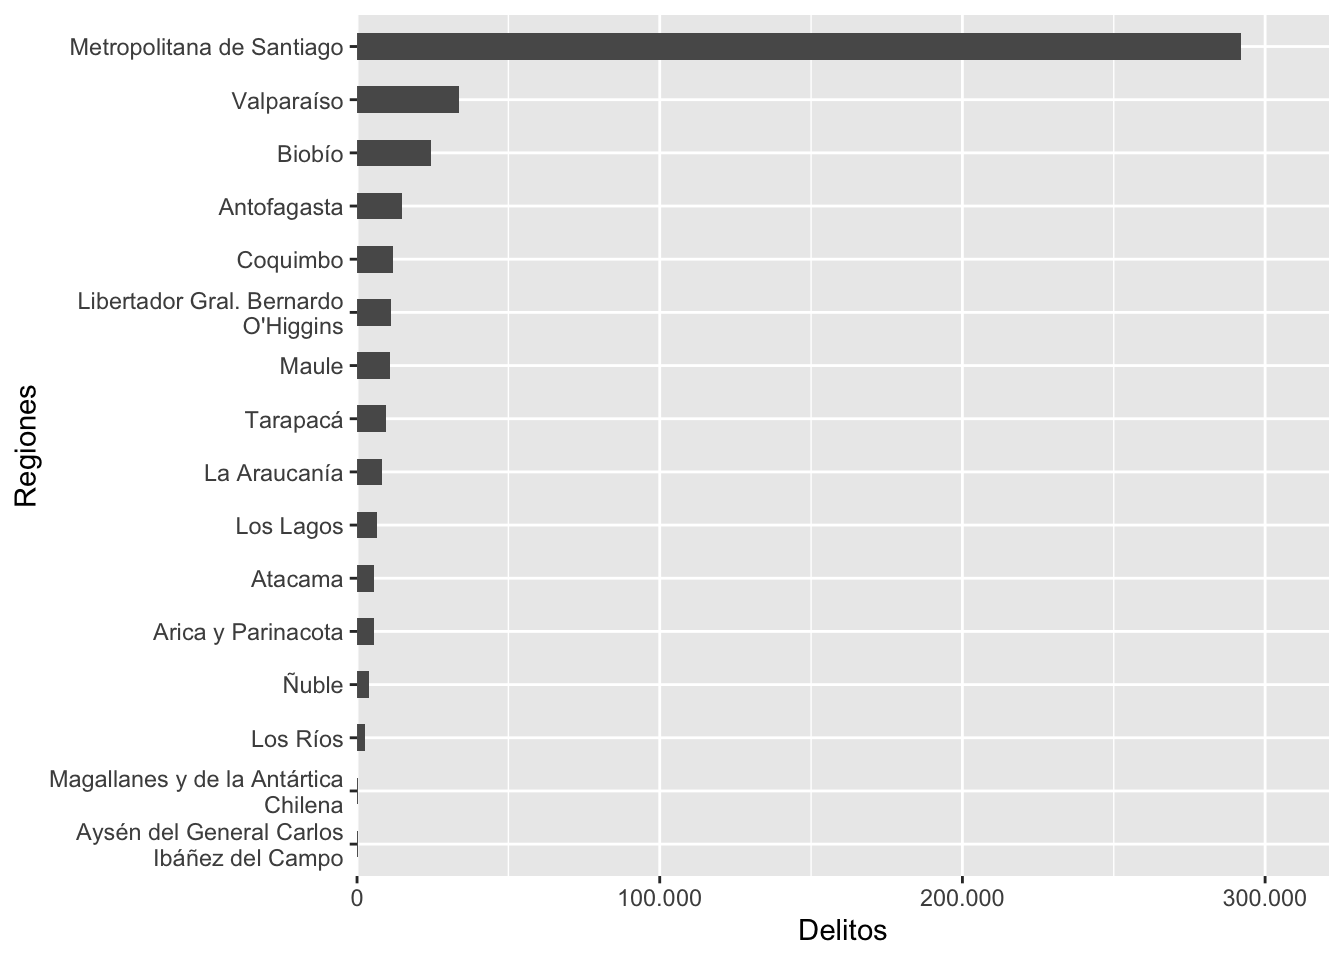 Metropolitana de Santiago
Valparaíso
Biobío
Antofagasta
Coquimbo
Libertador Gral. Bernardo
O'Higgins
Maule
Tarapacá
La Araucanía
Los Lagos
Atacama
Arica y Parinacota
Ñuble
Los Ríos
Magallanes y de la Antártica
Chilena
Aysén del General Carlos
Ibáñez del Campo
Regiones
0
100.000
200.000
300.000
Delitos